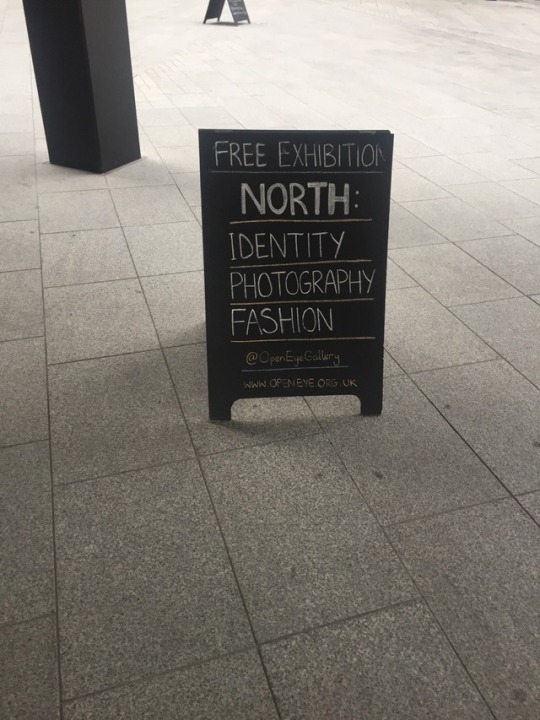 FREE EXHIBITION
NORTH:
IDENTITY
PHOTOGRAPHY
FASHION
@OpenEyeGallery
WWW.OPENEYE.ORG.UK